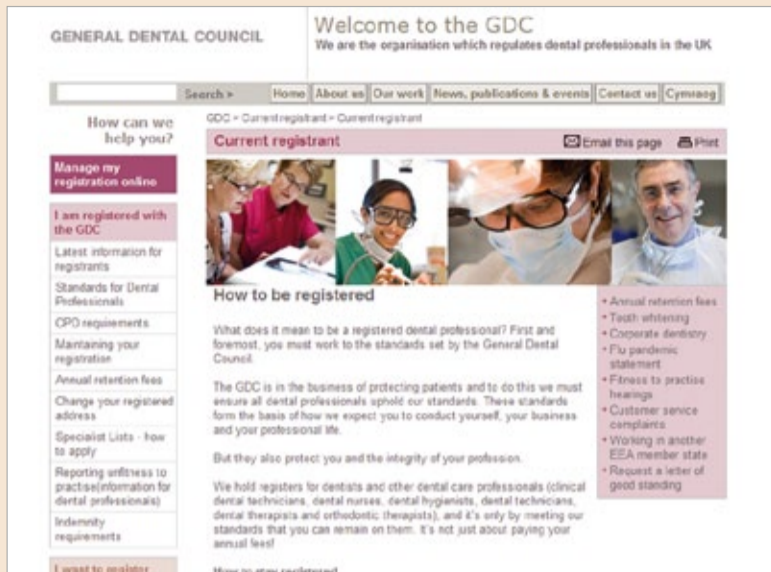 GENERAL DENTAL COUNCIL
Welcome to the GDC
We are the organisation which regulates dental professionals in the UK
Search >
Home
About us
Our work
News, publications & events
Contact us
Cymraeg
How can we
help you?
Manage my
registration online
I am registered with
the GDC
Latest information for
registrants
Standards for Dental
Professionals
CPD requirements
Maintaining your
registration
Annual retention fees
Change your registered
address
Specialist Lists - how
to apply
Reporting unfitness to
practise(information for
dental professionals)
Indemnity
requirements
I want to register
GDC > Current registrant > Current registrant
Current registrant
Email this page
Print
How to be registered
What does it mean to be a registered dental professional? First and
foremost, you must work to the standards set by the General Dental
Council.
The GDC is in the business of protecting patients and to do this we must
ensure all dental professionals uphold our standards. These standards
form the basis of how we expect you to conduct yourself, your business
and your professional life.
But they also protect you and the integrity of your profession.
We hold registers for dentists and other dental care professionals (clinical
dental technicians, dental nurses, dental hygienists, dental technicians,
dental therapists and orthodontic therapists), and it's only by meeting our
standards that you can remain on them. It's not just about paying your
annual fees!
How to stay registered
• Annual retention fees
• Tooth whitening
• Corporate dentistry
• Flu pandemic
statement
• Fitness to practise
hearings
• Customer service
complaints
• Working in another
EEA member state
• Request a letter of
good standing